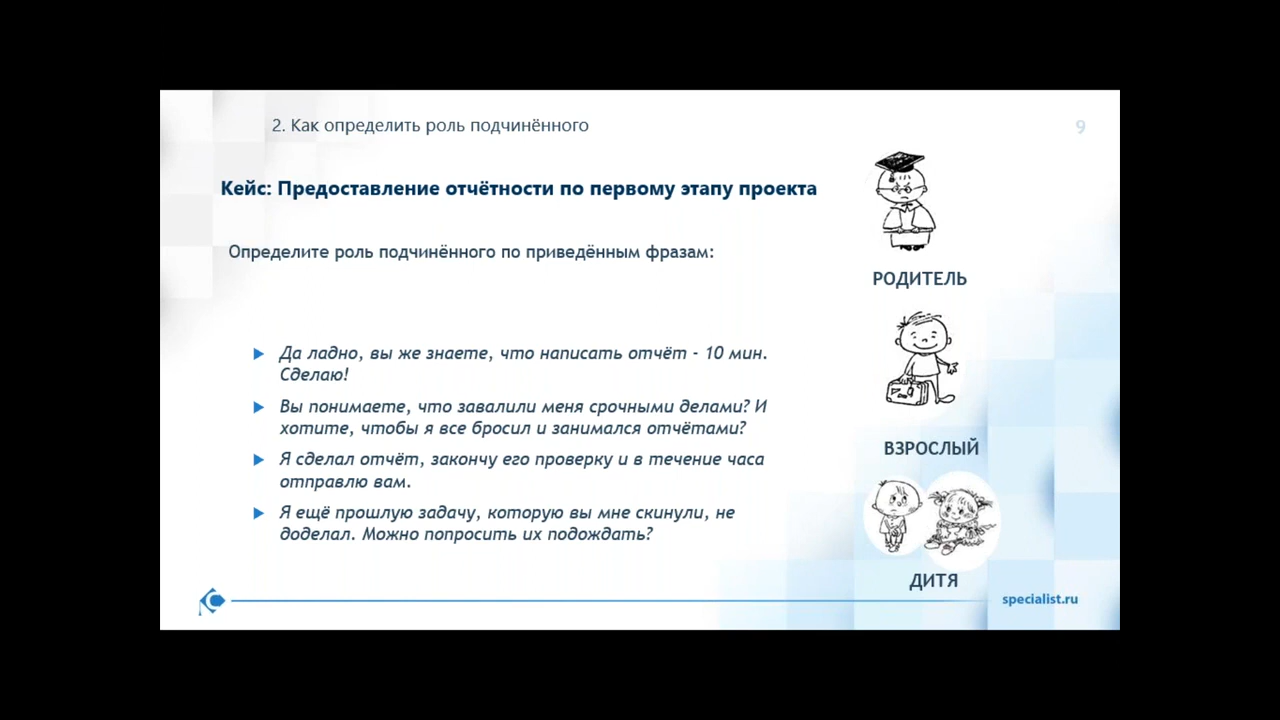 2. Как определить роль подчинённого
9
Кейс: Предоставление отчётности по первому этапу проекта
Определите роль подчинённого по приведённым фразам:
Да ладно, вы же знаете, что написать отчёт - 10 мин.
Сделаю!
Вы понимаете, что завалили меня срочными делами? И
хотите, чтобы я все бросил и занимался отчётами?
Я сделал отчёт, закончу его проверку и в течение часа
отправлю вам.
Я ещё прошлую задачу, которую вы мне скинули, не
доделал. Можно попросить их подождать?
РОДИТЕЛЬ
ВЗРОСЛЫЙ
ДИТЯ
specialist.ru